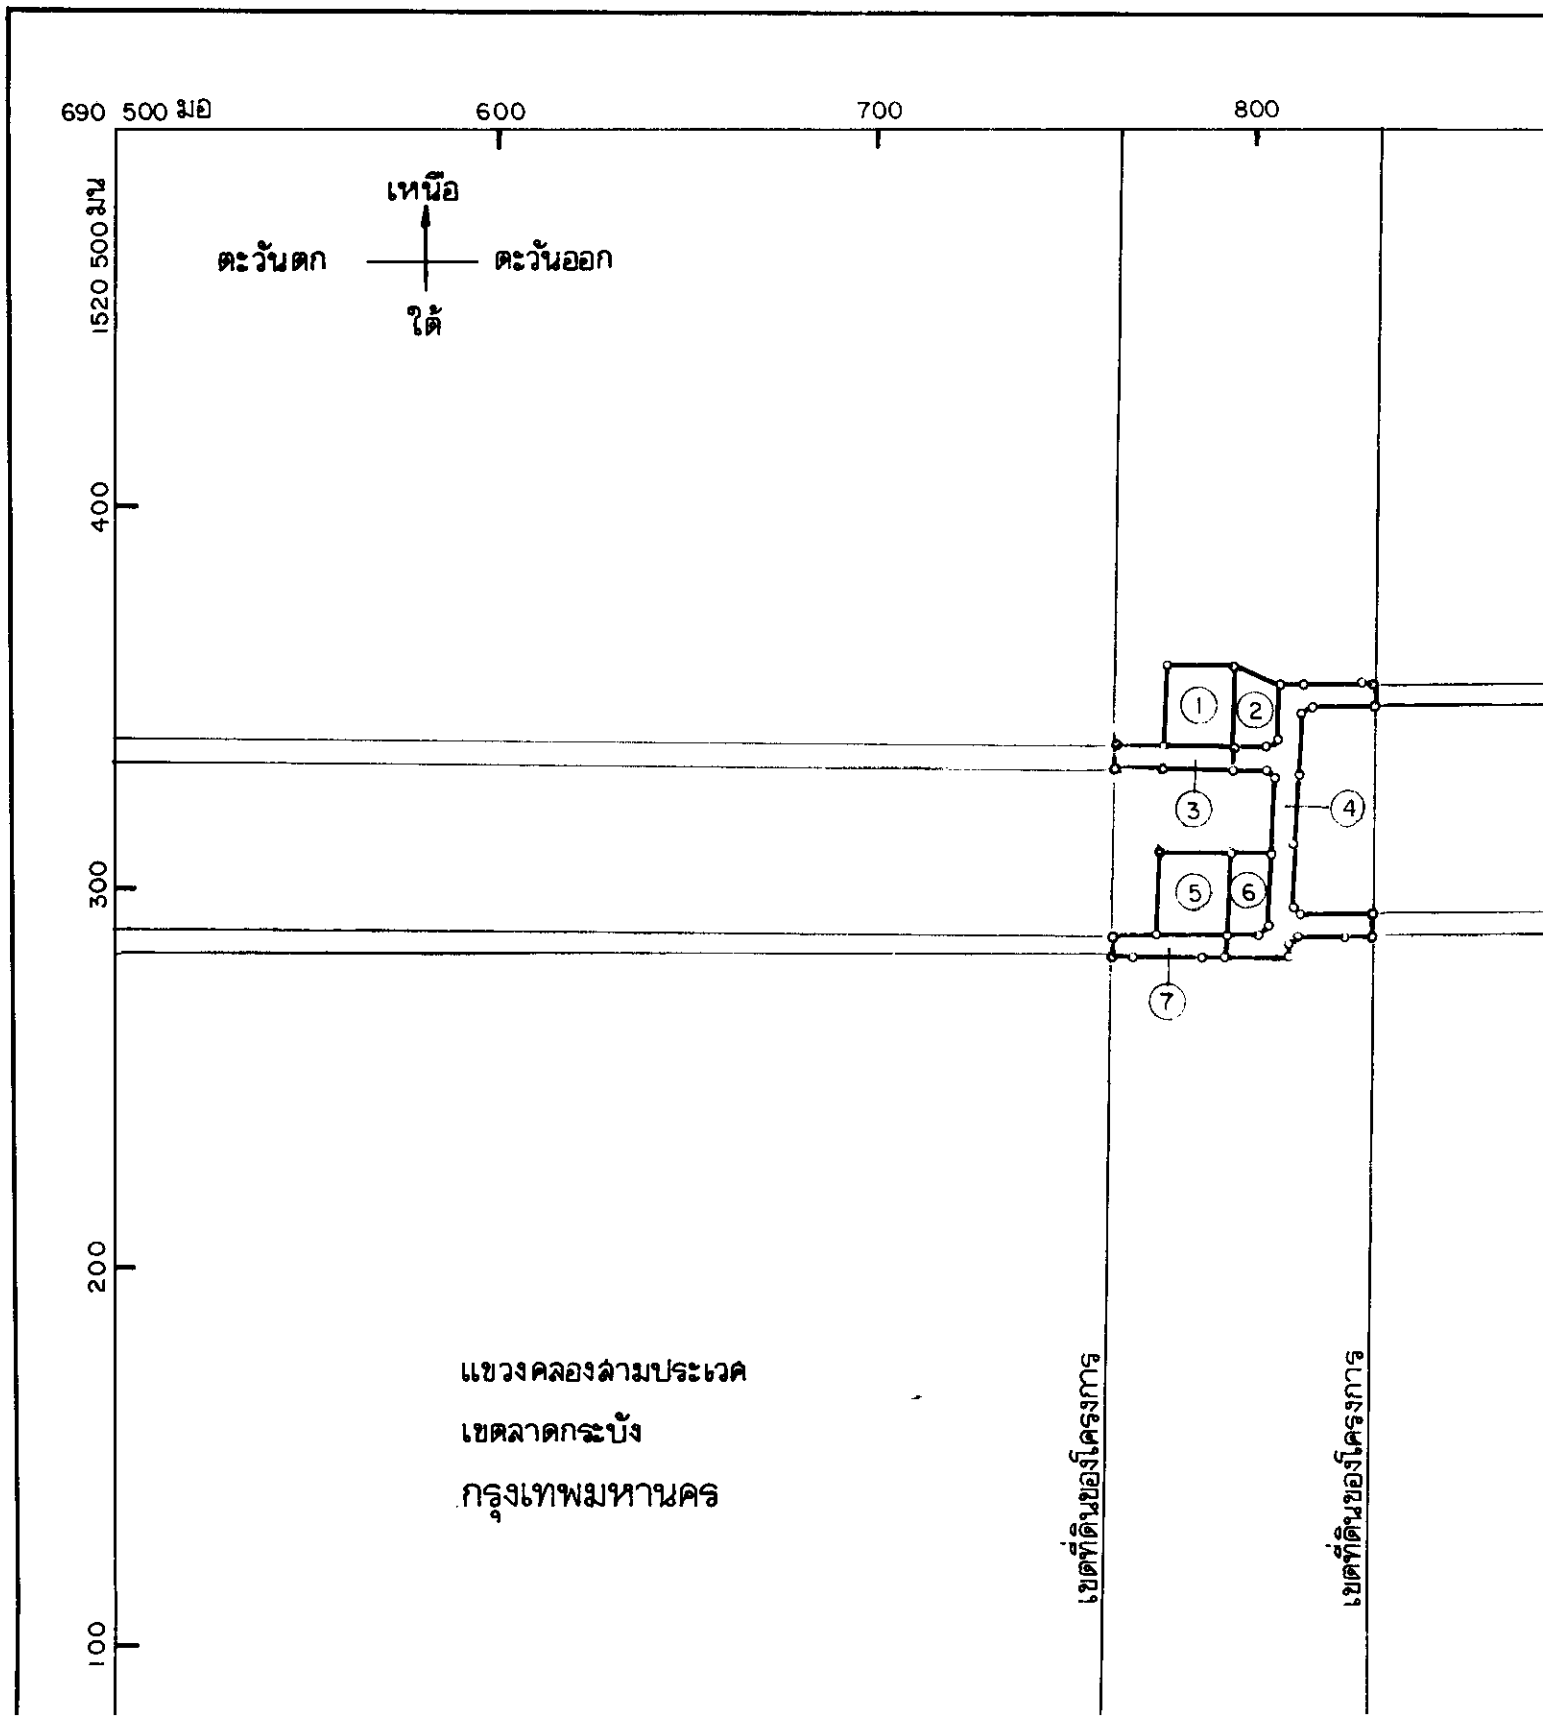 690 500 มอ 600 700 800
1520 500 มน
เหนือ
ตะวันตก ตะวันออก
ใต้
400
1
2
3
4
300
5
6
7
200
แขวงคลองสามประเวศ
เขตลาดกระบัง
กรุงเทพมหานคร
เขตที่ดินของโครงการ
เขตที่ดินของโครงการ
100